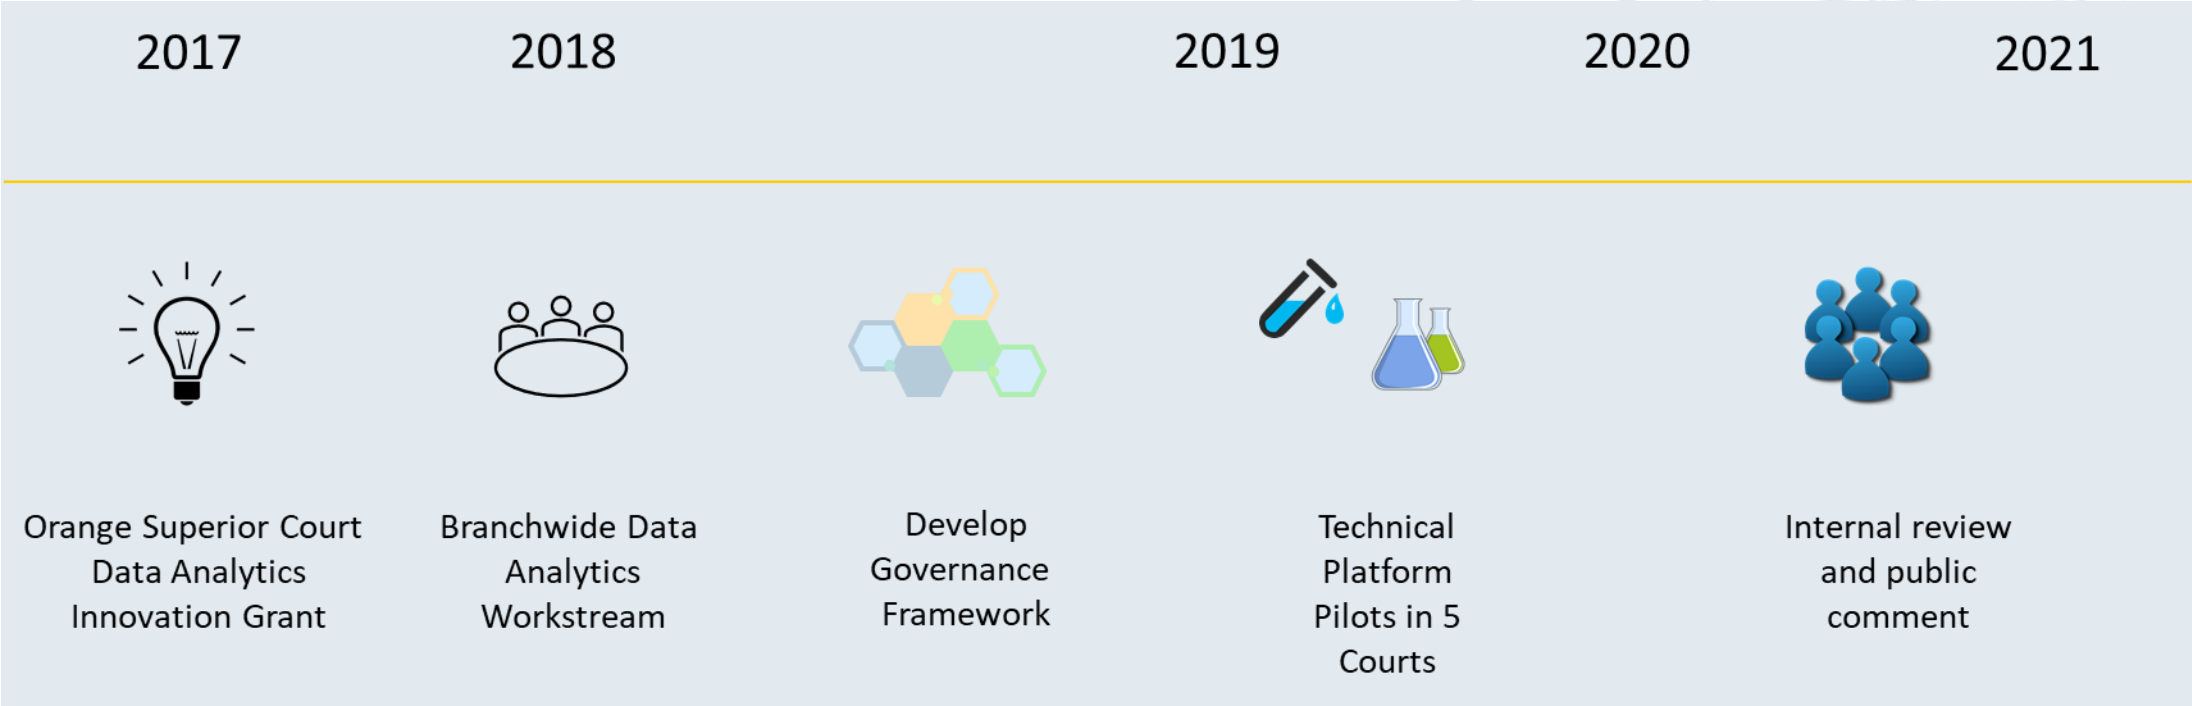 2017
2018
2019
2020
2021
Orange Superior Court
Data Analytics
Innovation Grant
Branchwide Data
Analytics
Workstream
Develop
Governance
Framework
Technical
Platform
Pilots in 5
Courts
Internal review
and public
comment